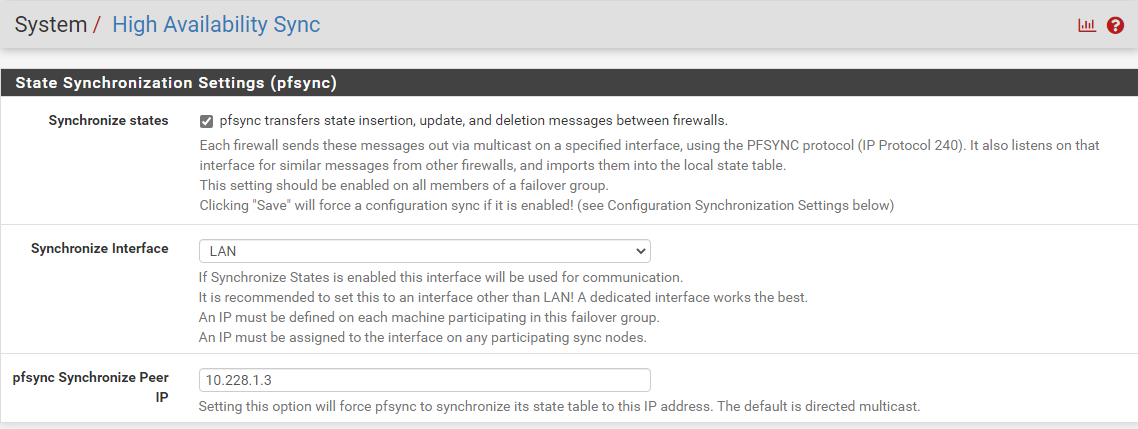 System / High Availability Sync
State Synchronization Settings (pfsync)
Synchronize states
pfsync transfers state insertion, update, and deletion messages between firewalls.
Each firewall sends these messages out via multicast on a specified interface, using the PFSYNC protocol (IP Protocol 240). It also listens on that
interface for similar messages from other firewalls, and imports them into the local state table.
This setting should be enabled on all members of a failover group.
Clicking "Save" will force a configuration sync if it is enabled! (see Configuration Synchronization Settings below)
Synchronize Interface
LAN
If Synchronize States is enabled this interface will be used for communication.
It is recommended to set this to an interface other than LAN! A dedicated interface works the best.
An IP must be defined on each machine participating in this failover group.
An IP must be assigned to the interface on any participating sync nodes.
pfsync Synchronize Peer
IP
10.228.1.3
Setting this option will force pfsync to synchronize its state table to this IP address. The default is directed multicast.